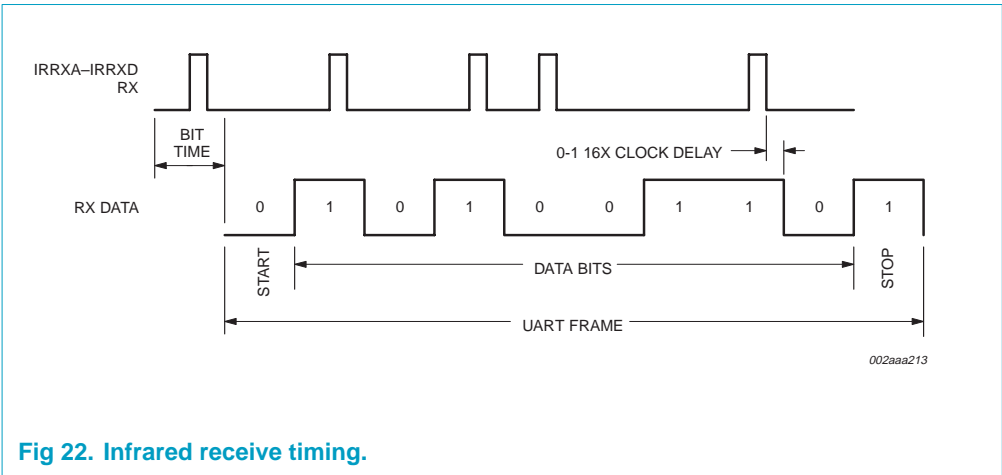 IRRXA–IRRXD
RX
BIT
TIME
0-1 16X CLOCK DELAY
RX DATA
0 1 0 1 0 0 1 1 0 1
START
DATA BITS
STOP
UART FRAME
002aaa213
Fig 22. Infrared receive timing.